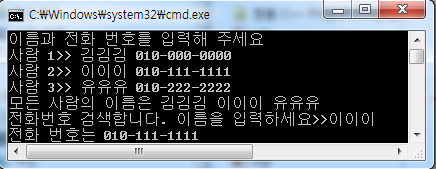 C:₩Windows₩system32₩cmd.exe
이름과 전화 번호를 입력해 주세요
사람 1>> 김김김 010-000-0000
사람 2>> 이이이 010-111-1111
사람 3>> 유유유 010-222-2222
모든 사람의 이름은 김김김 이이이 유유유
전화번호 검색합니다. 이름을 입력하세요>>이이이
전화 번호는 010-111-1111